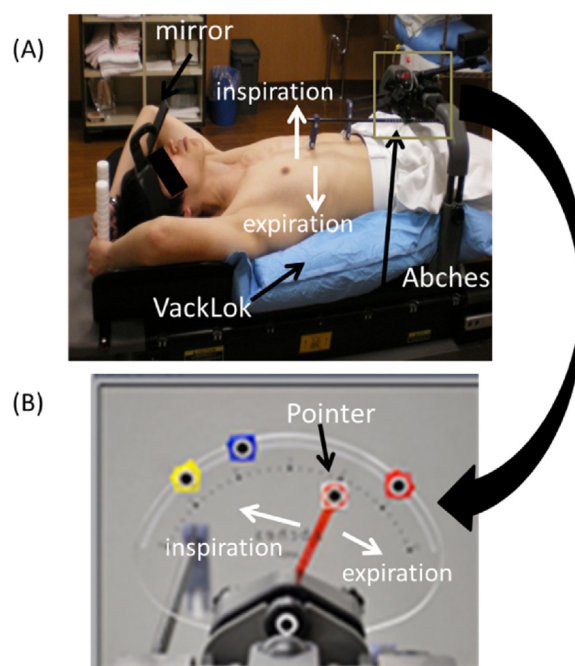 (A)
mirror
inspiration
expiration
VackLok
Abches
(B)
Pointer
inspiration
expiration